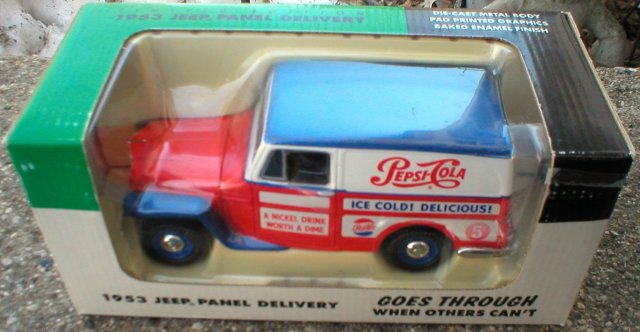 1953 JEEP PANEL DELIVERY
DIE-CAST METAL BODY
PAD PRINTED GRAPHICS
BAKED ENAMEL FINISH
PEPSI-COLA
ICE COLD! DELICIOUS!
A NICKEL DRINK
WORTH A DIME
5¢
1953 JEEP PANEL DELIVERY
GOES THROUGH
WHEN OTHERS CAN'T